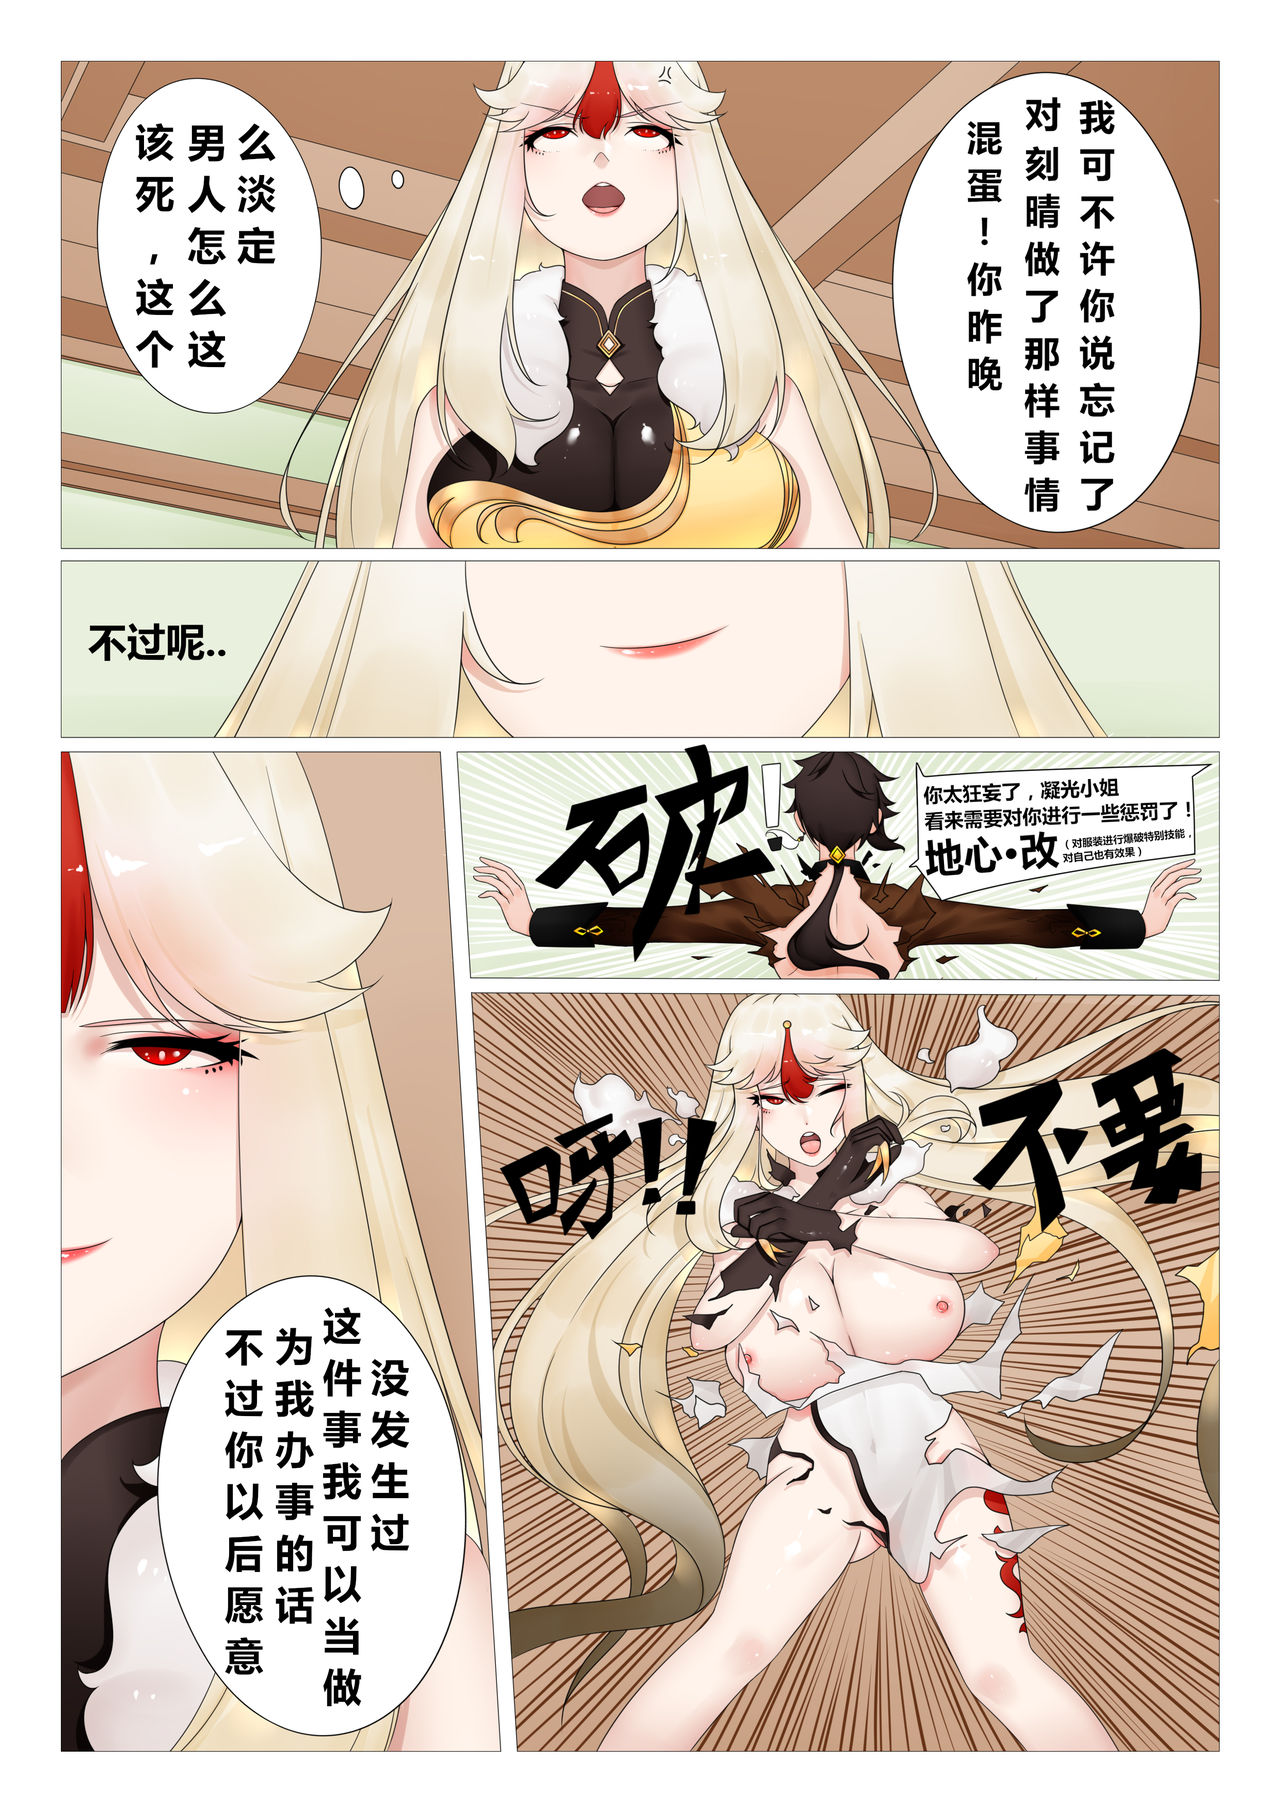 混蛋！你昨晚
对刻晴做了那样事情
我可不许你说忘记了
该死，这个
男人怎么这
么淡定
不过呢..
不过你以后愿意
为我办事的话
这件事我可以当做
没发生过
破
！
你太狂妄了，凝光小姐
看来需要对你进行一些惩罚了！
地心•改（对服装进行爆破特别技能，
对自己也有效果）
不要
呀!!